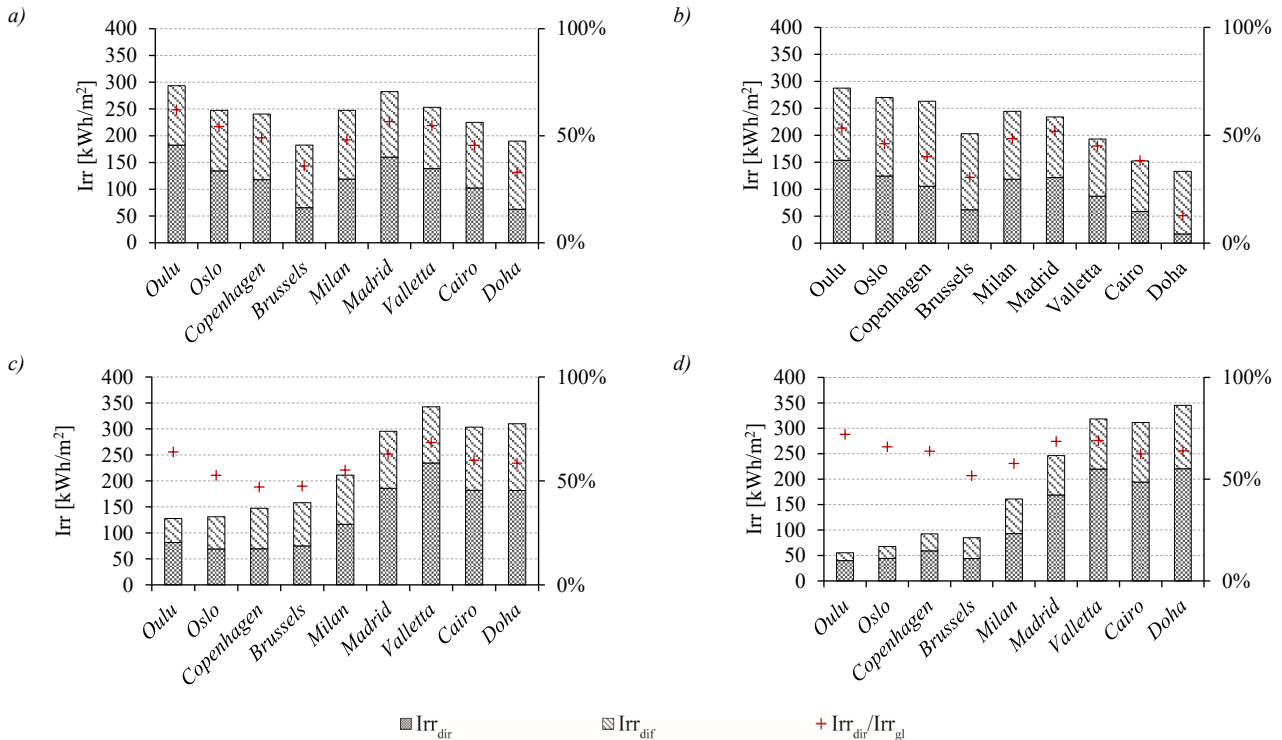 a)
400
350
300
250
200
150
100
50
0
Irr [kWh/m²]
100%
50%
0%
Oulu
Oslo
Copenhagen
Brussels
Milan
Madrid
Valletta
Cairo
Doha
b)
400
350
300
250
200
150
100
50
0
Irr [kWh/m²]
100%
50%
0%
Oulu
Oslo
Copenhagen
Brussels
Milan
Madrid
Valletta
Cairo
Doha
c)
400
350
300
250
200
150
100
50
0
Irr [kWh/m²]
100%
50%
0%
Oulu
Oslo
Copenhagen
Brussels
Milan
Madrid
Valletta
Cairo
Doha
d)
400
350
300
250
200
150
100
50
0
Irr [kWh/m²]
100%
50%
0%
Oulu
Oslo
Copenhagen
Brussels
Milan
Madrid
Valletta
Cairo
Doha
Irr_dir Irr_dif Irr_dir/Irr_gl